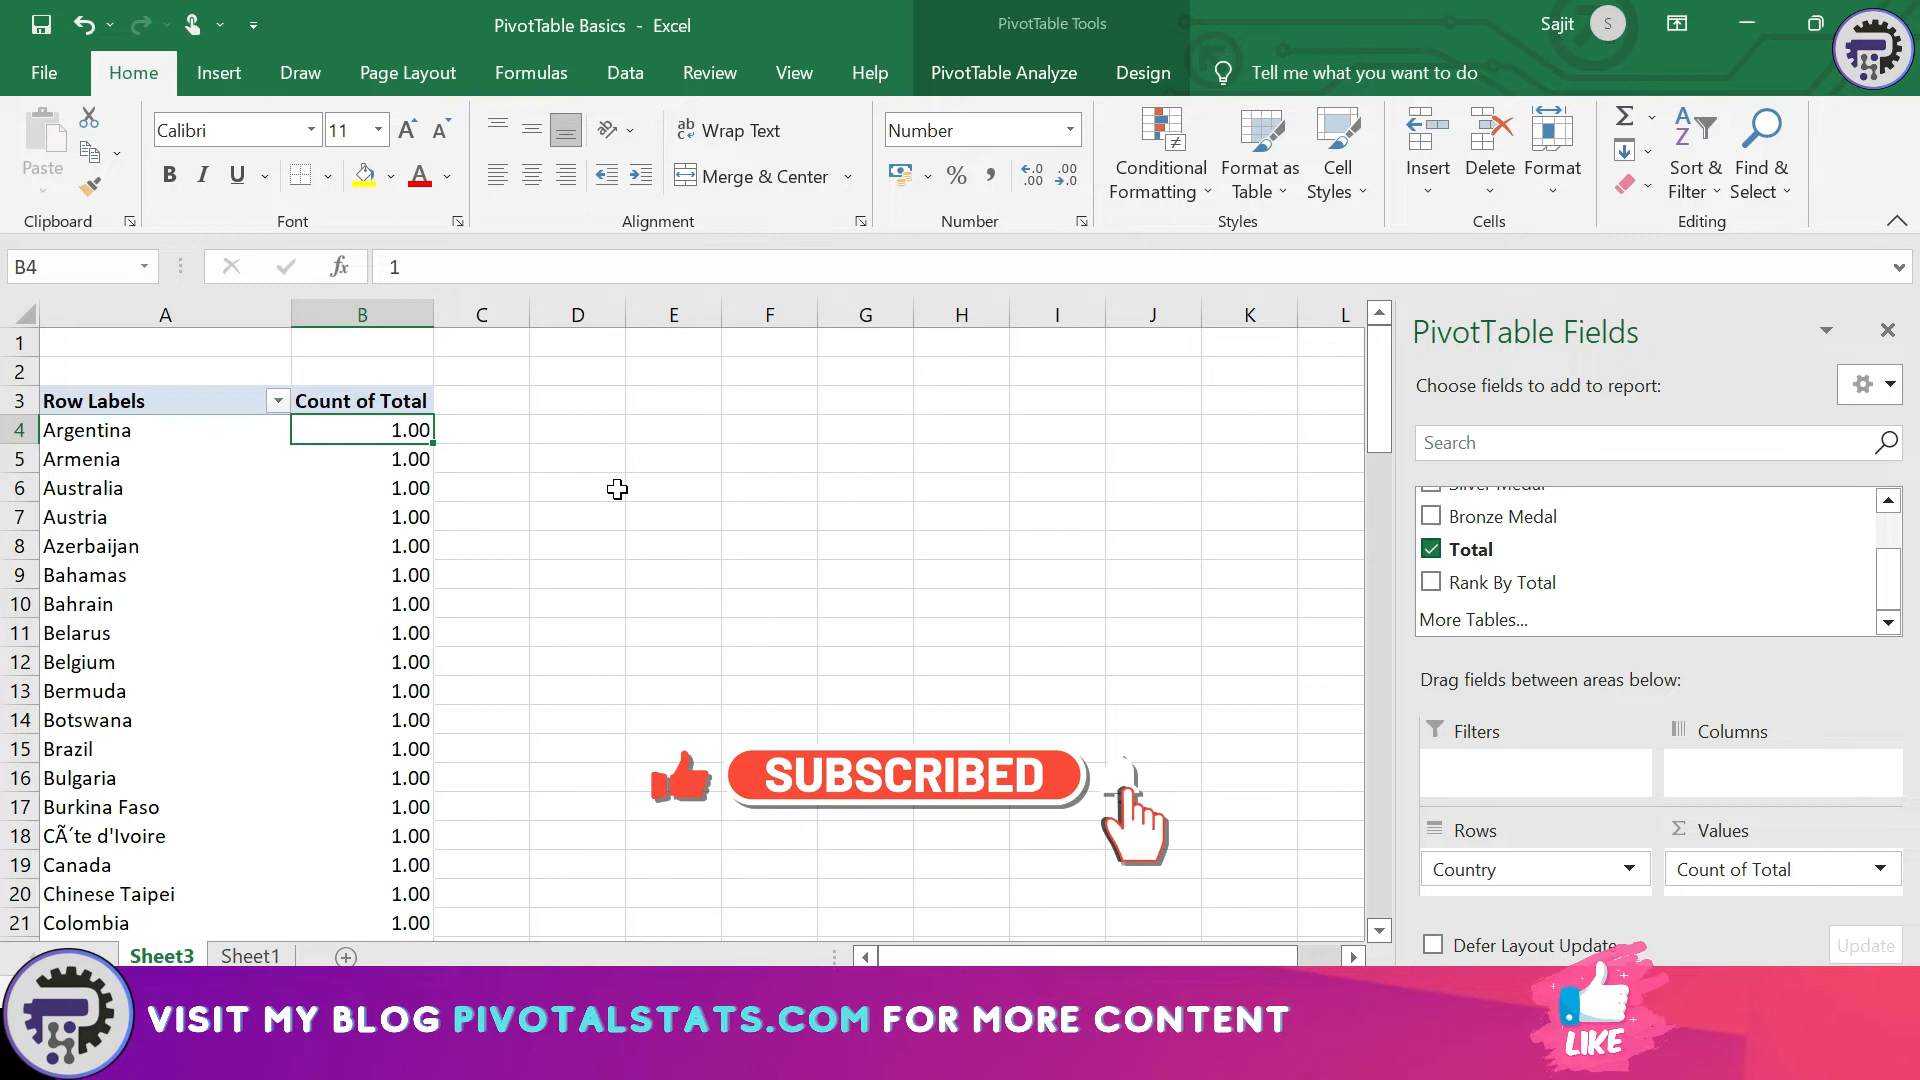 PivotTable Basics - Excel
PivotTable Tools
Sajit
S
File
Home
Insert
Draw
Page Layout
Formulas
Data
Review
View
Help
PivotTable Analyze
Design
Tell me what you want to do
Paste
Clipboard
Calibri
11
B I U
Font
Wrap Text
Merge & Center
Alignment
Number
Number
Conditional
Formatting
Format as
Table
Cell
Styles
Styles
Insert
Delete
Format
Cells
Sort &
Filter
Find &
Select
Editing
B4
fx
1
A B C D E F G H I J K L
1
2
3 Row Labels Count of Total
4 Argentina 1.00
5 Armenia 1.00
6 Australia 1.00
7 Austria 1.00
8 Azerbaijan 1.00
9 Bahamas 1.00
10 Bahrain 1.00
11 Belarus 1.00
12 Belgium 1.00
13 Bermuda 1.00
14 Botswana 1.00
15 Brazil 1.00
16 Bulgaria 1.00
17 Burkina Faso 1.00
18 CÃ´te d'Ivoire 1.00
19 Canada 1.00
20 Chinese Taipei 1.00
21 Colombia 1.00
Sheet3
Sheet1
PivotTable Fields
Choose fields to add to report:
Search
Silver Medal
Bronze Medal
Total
Rank By Total
More Tables...
Drag fields between areas below:
Filters
Columns
Rows
Values
Country
Count of Total
Defer Layout Update
Update
SUBSCRIBED
VISIT MY BLOG PIVOTALSTATS.COM FOR MORE CONTENT
LIKE